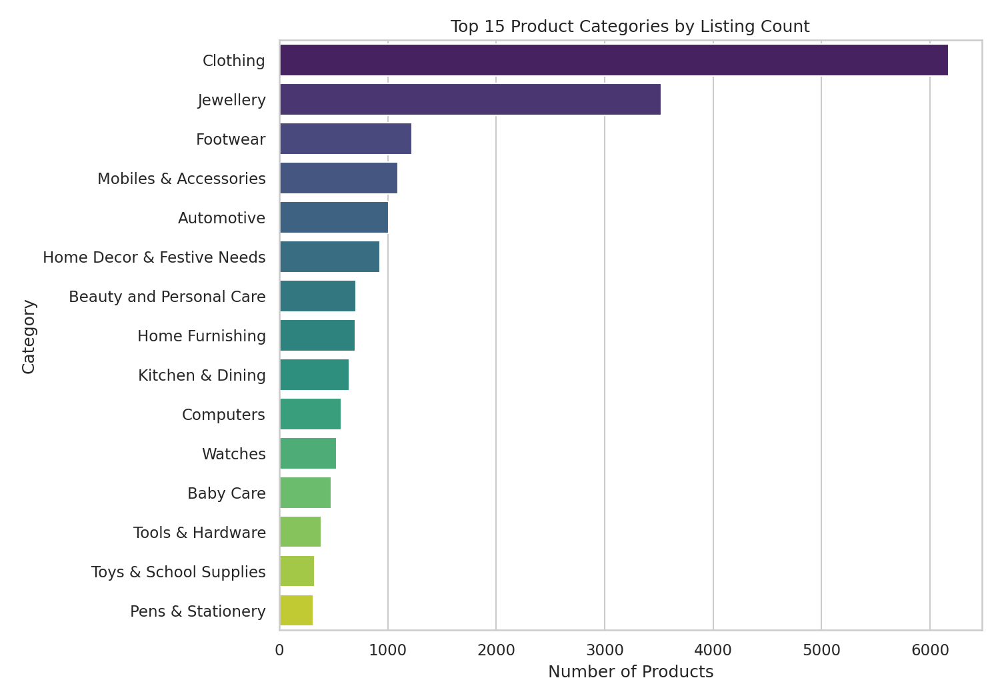 Top 15 Product Categories by Listing Count
Clothing
Jewellery
Footwear
Mobiles & Accessories
Automotive
Home Decor & Festive Needs
Beauty and Personal Care
Home Furnishing
Kitchen & Dining
Computers
Watches
Baby Care
Tools & Hardware
Toys & School Supplies
Pens & Stationery
Category
0 1000 2000 3000 4000 5000 6000
Number of Products